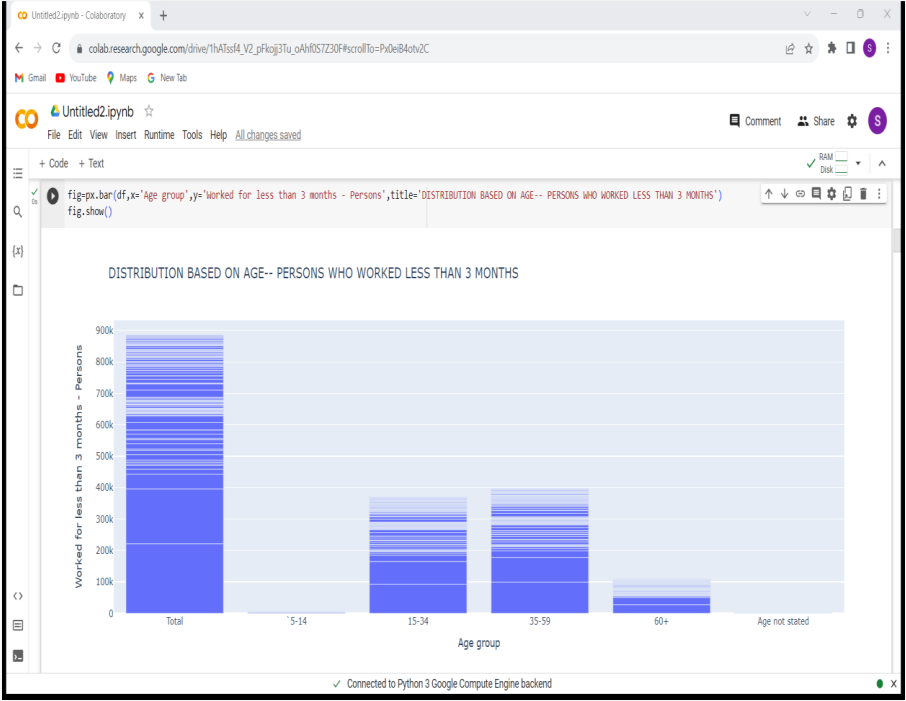 Untitled2.ipynb - Colaboratory
colab.research.google.com/drive/1hATssf4_V2_pFkojj3Tu_oAhf0S7Z30F#scrollTo=Px0eiB4otv2C
S
Gmail YouTube Maps G New Tab
Untitled2.ipynb
File Edit View Insert Runtime Tools Help All changes saved
Comment Share S
+ Code + Text
RAM
Disk
0s
fig=px.bar(df,x='Age group',y='Worked for less than 3 months - Persons',title='DISTRIBUTION BASED ON AGE-- PERSONS WHO WORKED LESS THAN 3 MONTHS')
fig.show()
{x}
DISTRIBUTION BASED ON AGE-- PERSONS WHO WORKED LESS THAN 3 MONTHS
Worked for less than 3 months - Persons
900k
800k
700k
600k
500k
400k
300k
200k
100k
0
Total `5-14 15-34 35-59 60+ Age not stated
Age group
Connected to Python 3 Google Compute Engine backend